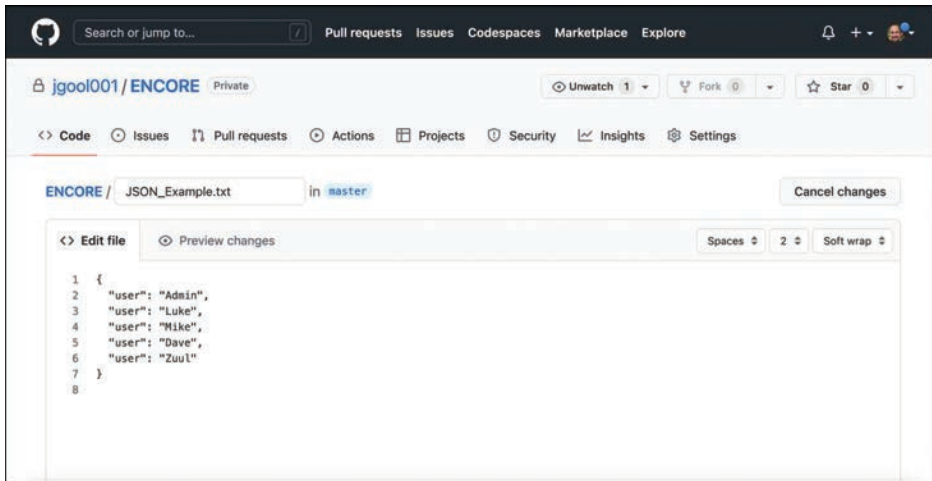 Search or jump to... / Pull requests Issues Codespaces Marketplace Explore
jgool001 / ENCORE Private Unwatch 1 Fork 0 Star 0
<> Code Issues Pull requests Actions Projects Security Insights Settings
ENCORE / JSON_Example.txt in master Cancel changes
<> Edit file Preview changes Spaces 2 Soft wrap
1 {
2 "user": "Admin",
3 "user": "Luke",
4 "user": "Mike",
5 "user": "Dave",
6 "user": "Zuul"
7 }
8